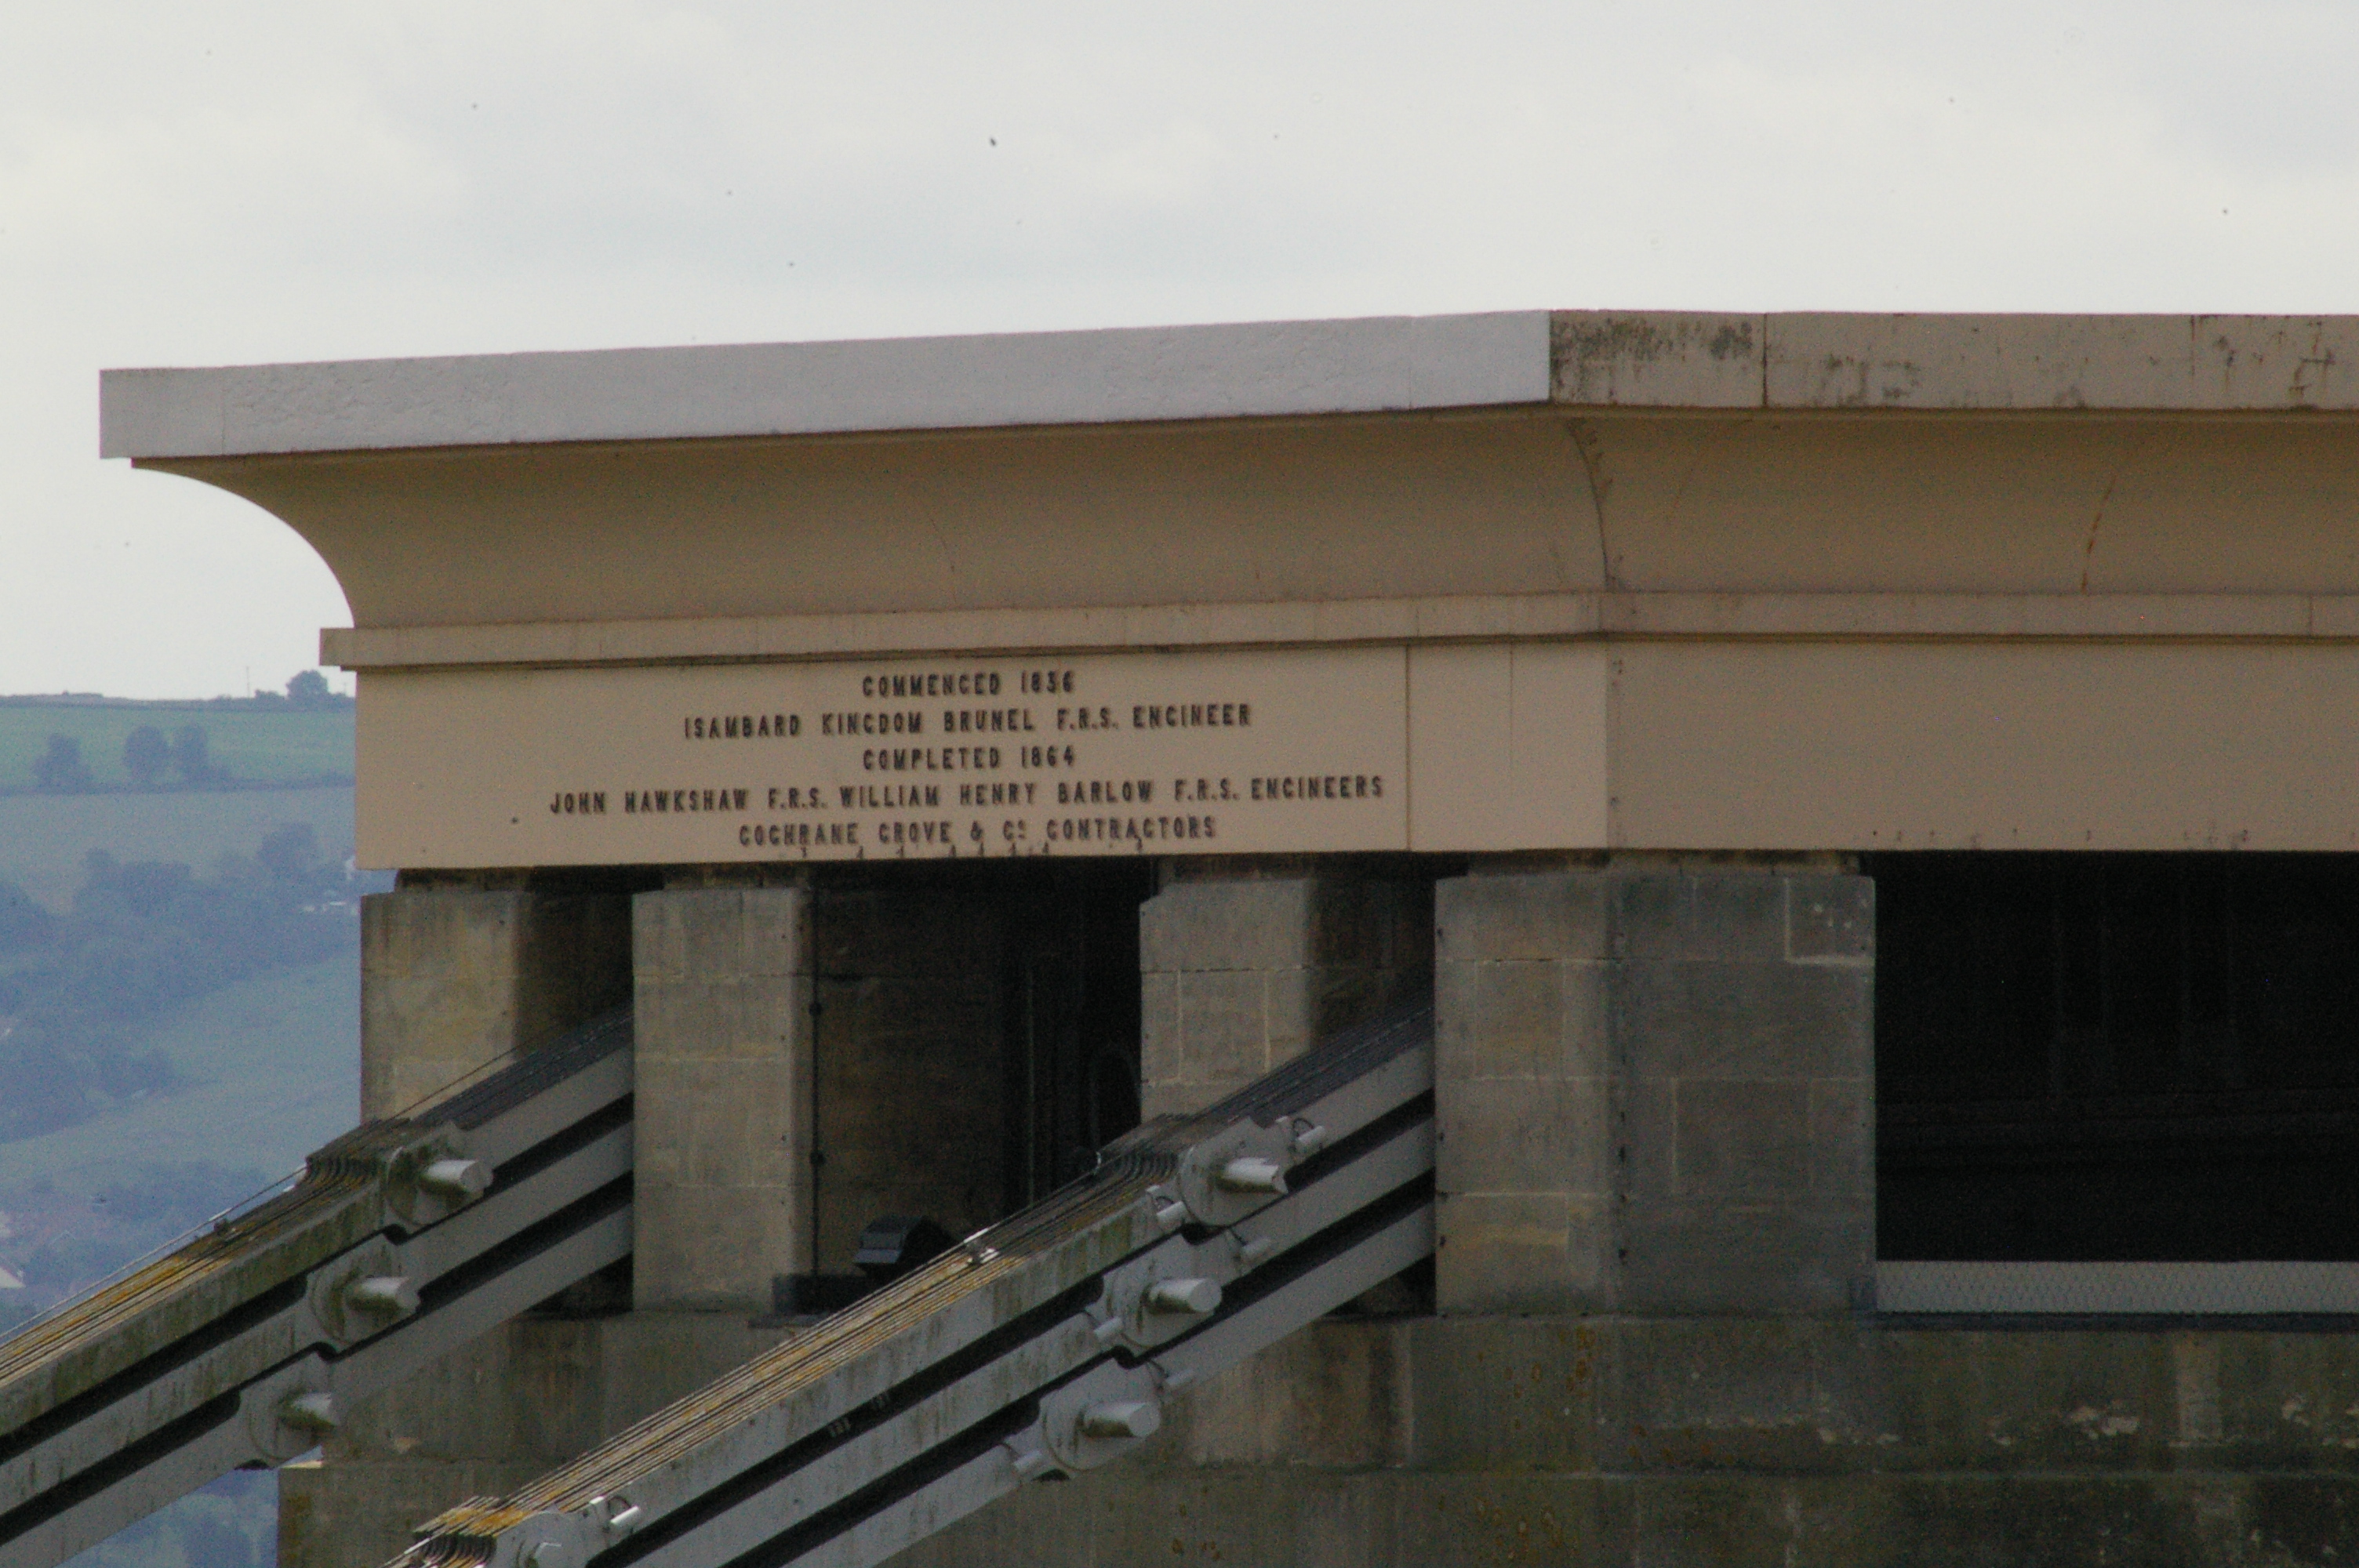 COMMENCED 1836
ISAMBARD KINGDOM BRUNEL F.R.S. ENGINEER
COMPLETED 1864
JOHN HAWKSHAW F.R.S. WILLIAM HENRY BARLOW F.R.S. ENGINEERS
COCHRANE GROVE & Co CONTRACTORS